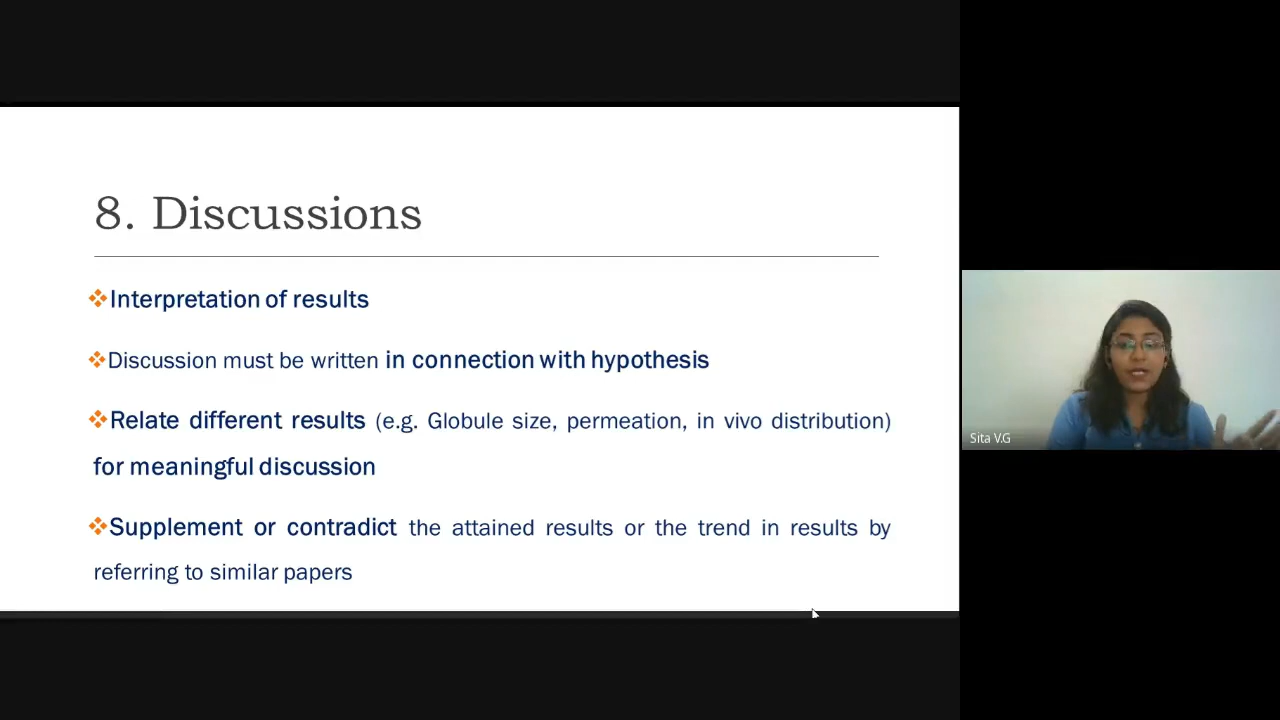 8. Discussions
❖Interpretation of results
❖Discussion must be written in connection with hypothesis
❖Relate different results (e.g. Globule size, permeation, in vivo distribution)
for meaningful discussion
❖Supplement or contradict the attained results or the trend in results by
referring to similar papers
Sita V.G